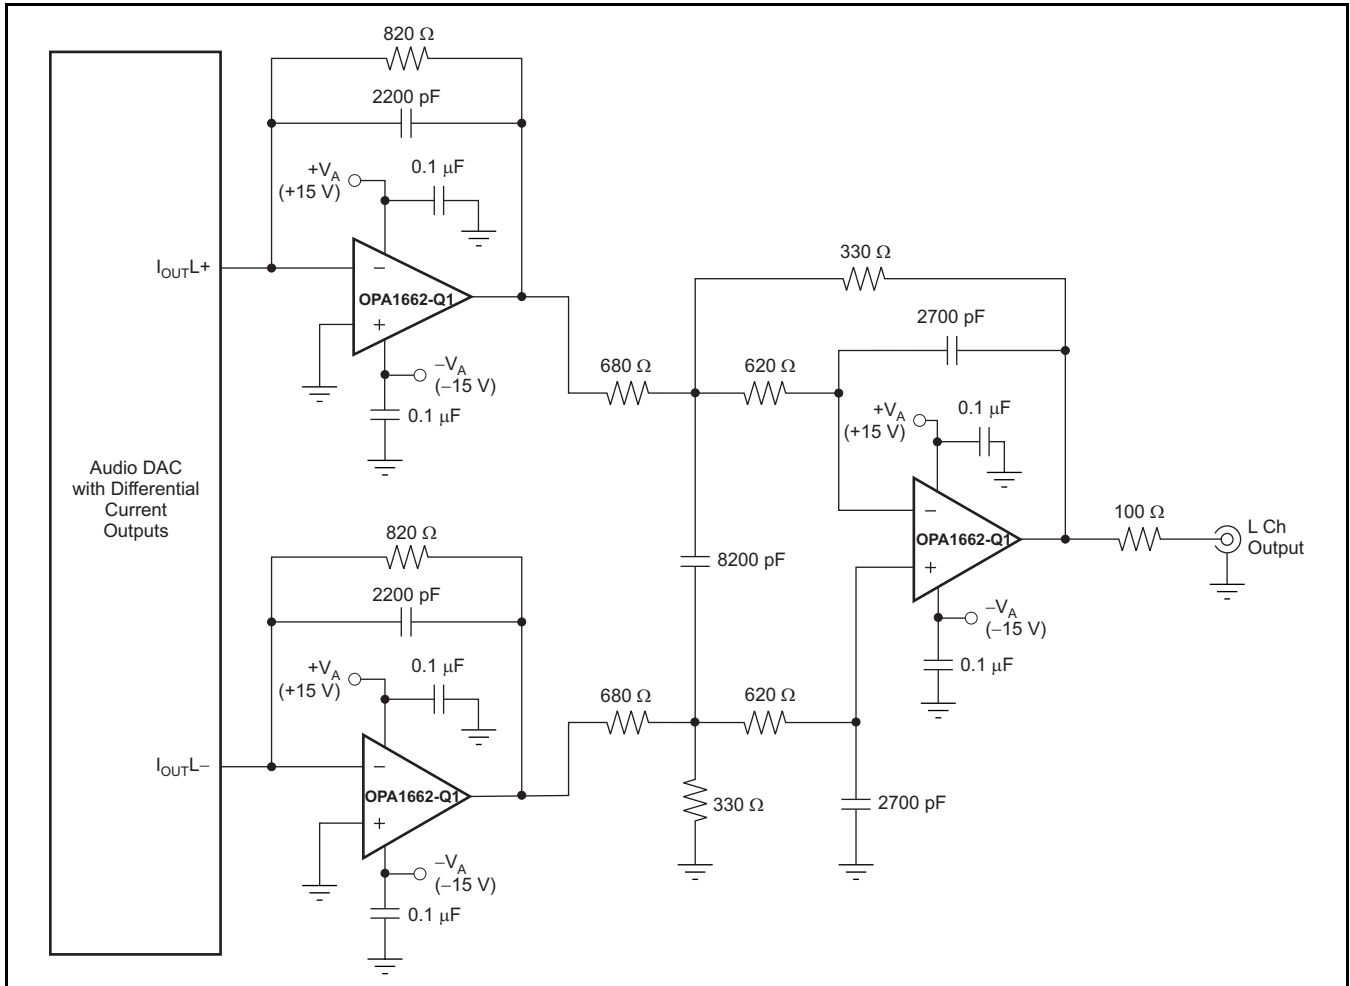 820 Ω
2200 pF
+VA
(+15 V)
0.1 μF
IOUTL+
−
OPA1662-Q1
+
−VA
(−15 V)
0.1 μF
330 Ω
2700 pF
680 Ω
620 Ω
+VA
(+15 V)
0.1 μF
Audio DAC
with Differential
Current
Outputs
−
OPA1662-Q1
+
100 Ω
L Ch
Output
8200 pF
−VA
(−15 V)
0.1 μF
820 Ω
2200 pF
+VA
(+15 V)
0.1 μF
680 Ω
620 Ω
IOUTL−
−
OPA1662-Q1
+
330 Ω
2700 pF
−VA
(−15 V)
0.1 μF